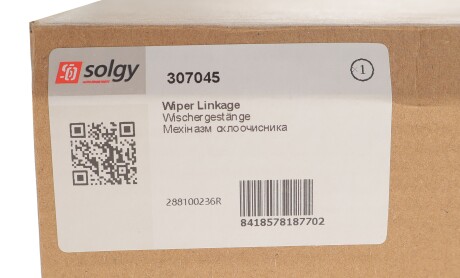 solgy
307045
1
Wiper Linkage
Wischergestänge
Механізм склоочисника
288100236R
8418578187702